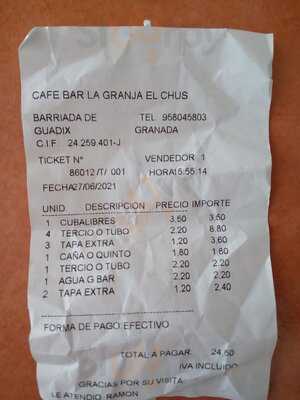 CAFE BAR LA GRANJA EL CHUS
BARRIADA DE TEL. 958045803
GUADIX GRANADA
C.I.F. 24.259.401-J
TICKET Nº VENDEDOR 1
86012 /T/ 001 HORA15:55:14
FECHA27/06/2021
UNID DESCRIPCION PRECIO IMPORTE
1 CUBALIBRES 3,50 3,50
4 TERCIO O TUBO 2,20 8,80
3 TAPA EXTRA 1,20 3,60
1 CAÑA O QUINTO 1,80 1,80
1 TERCIO O TUBO 2,20 2,20
1 AGUA G BAR 2,20 2,20
2 TAPA EXTRA 1,20 2,40
FORMA DE PAGO:EFECTIVO
TOTAL A PAGAR: 24,50
IVA INCLUIDO
GRACIAS POR SU VISITA
LE ATENDIO :RAMON